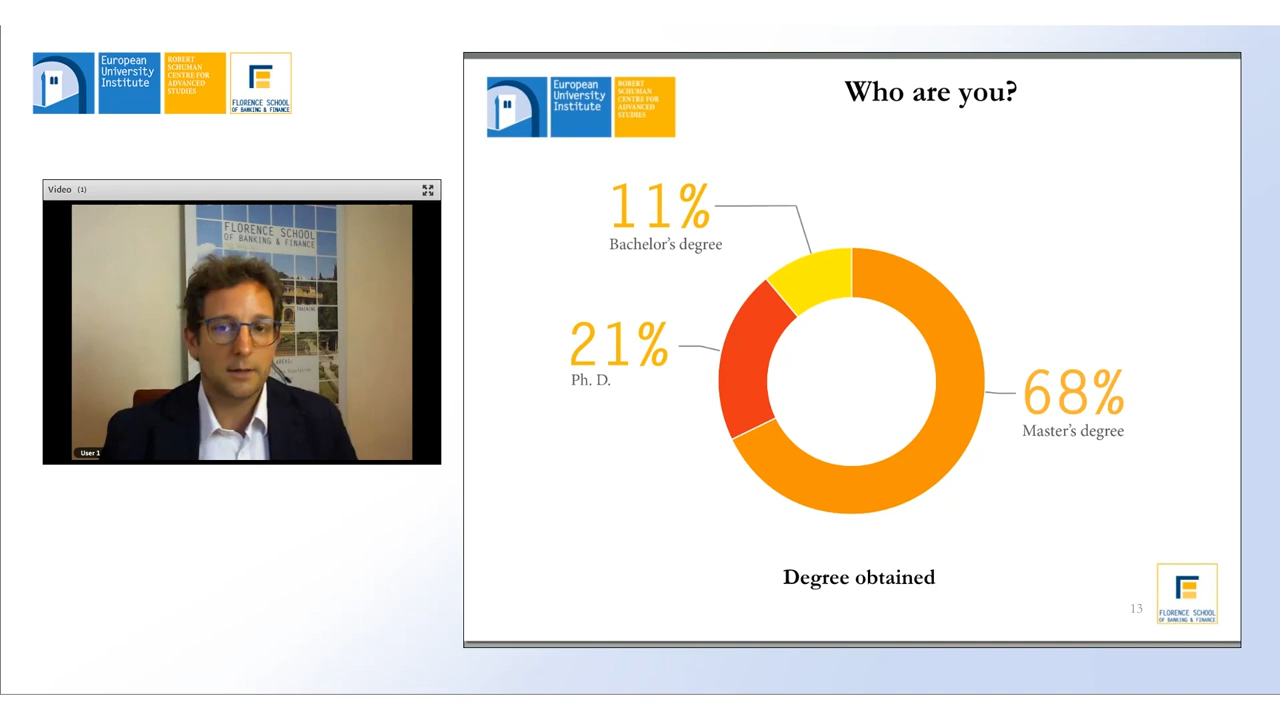 European
University
Institute
ROBERT
SCHUMAN
CENTRE FOR
ADVANCED
STUDIES
FLORENCE SCHOOL
OF BANKING & FINANCE
Video (1)
FLORENCE SCHOOL
OF BANKING & FINANCE
TRAINING
User 1
European
University
Institute
ROBERT
SCHUMAN
CENTRE FOR
ADVANCED
STUDIES
Who are you?
11%
Bachelor's degree
21%
Ph. D.
68%
Master's degree
Degree obtained
13
FLORENCE SCHOOL
OF BANKING & FINANCE